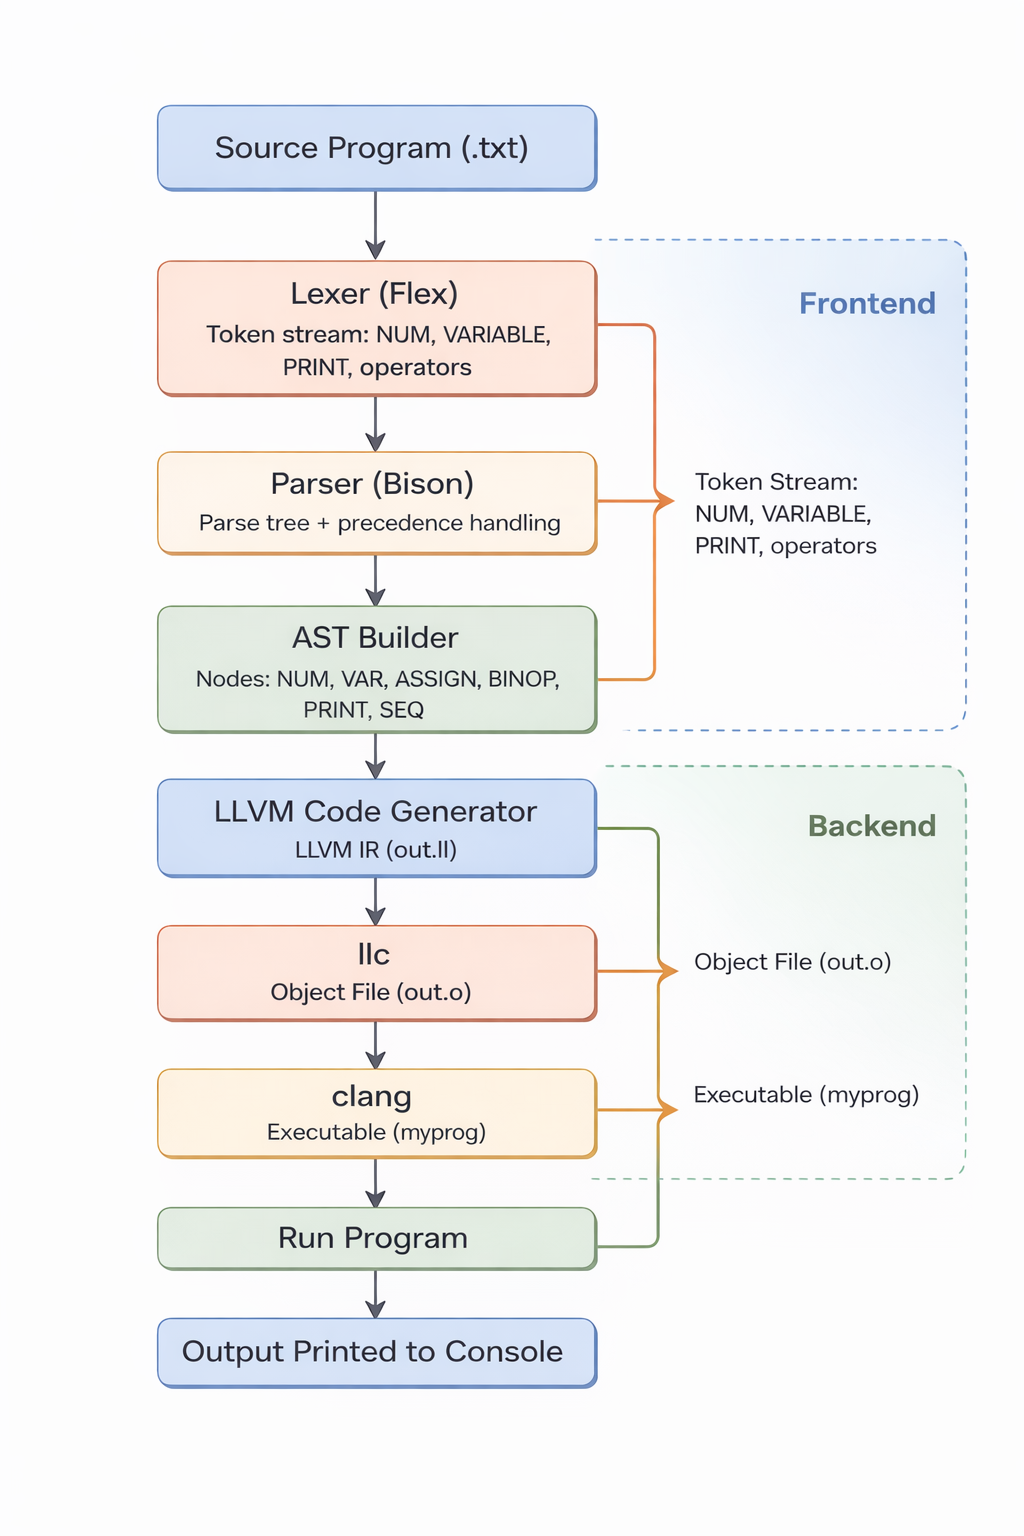 Source Program (.txt)
Lexer (Flex)
Token stream: NUM, VARIABLE,
PRINT, operators
Frontend
Parser (Bison)
Parse tree + precedence handling
Token Stream:
NUM, VARIABLE,
PRINT, operators
AST Builder
Nodes: NUM, VAR, ASSIGN, BINOP,
PRINT, SEQ
LLVM Code Generator
LLVM IR (out.ll)
Backend
llc
Object File (out.o)
Object File (out.o)
clang
Executable (myprog)
Executable (myprog)
Run Program
Output Printed to Console